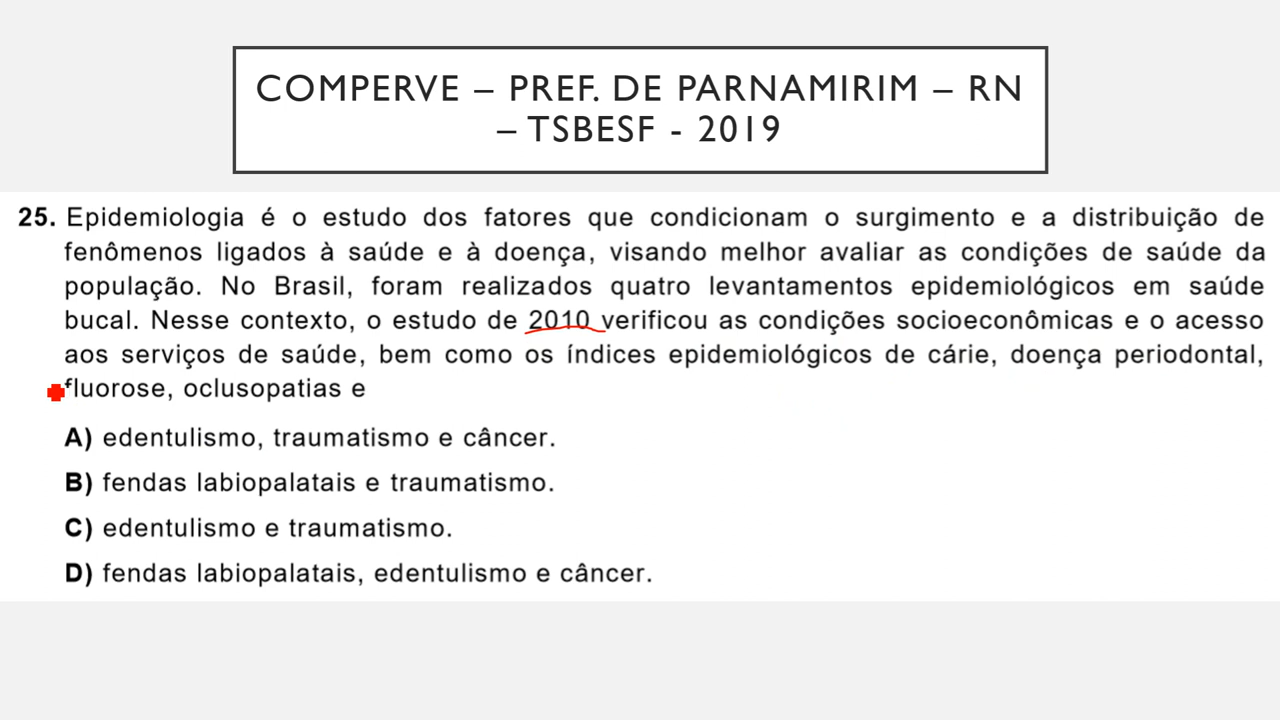 COMPERVE – PREF. DE PARNAMIRIM – RN
– TSBESF - 2019
25. Epidemiologia é o estudo dos fatores que condicionam o surgimento e a distribuição de
fenômenos ligados à saúde e à doença, visando melhor avaliar as condições de saúde da
população. No Brasil, foram realizados quatro levantamentos epidemiológicos em saúde
bucal. Nesse contexto, o estudo de 2010 verificou as condições socioeconômicas e o acesso
aos serviços de saúde, bem como os índices epidemiológicos de cárie, doença periodontal,
fluorose, oclusopatias e
A) edentulismo, traumatismo e câncer.
B) fendas labiopalatais e traumatismo.
C) edentulismo e traumatismo.
D) fendas labiopalatais, edentulismo e câncer.